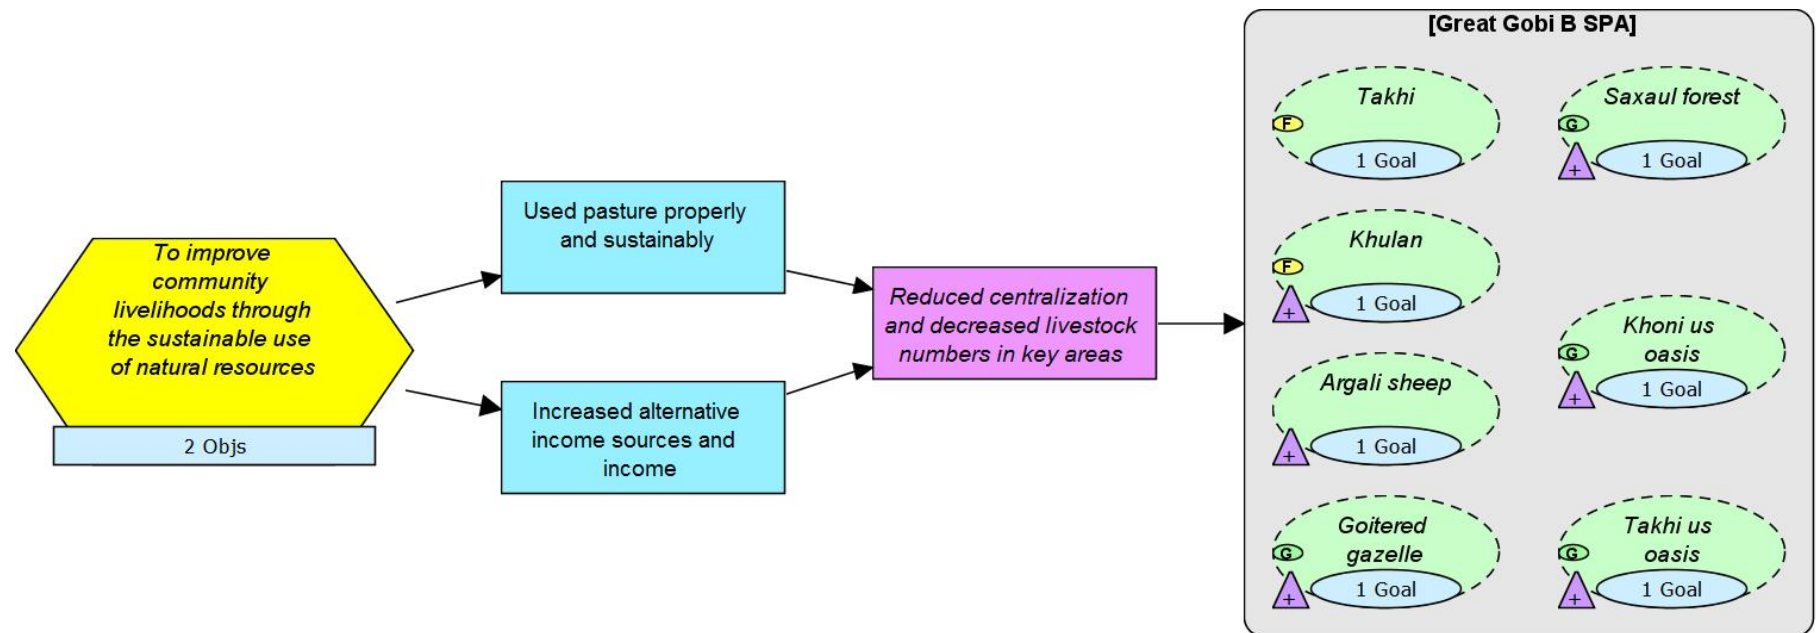 [Great Gobi B SPA]
To improve
community
livelihoods through
the sustainable use
of natural resources
2 Objs
Used pasture properly
and sustainably
Increased alternative
income sources and
income
Reduced centralization
and decreased livestock
numbers in key areas
Takhi
F
1 Goal
Saxaul forest
G
+
1 Goal
Khulan
F
+
1 Goal
Khoni us
oasis
G
+
1 Goal
Argali sheep
+
1 Goal
Goitered
gazelle
G
+
1 Goal
Takhi us
oasis
G
+
1 Goal